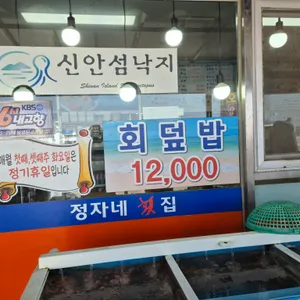 신안섬낙지
Shinan Island
KBS
6시내고향
매월 첫째, 셋째주 화요일은
정기휴일입니다
회덮밥
12,000
정자네 횟집